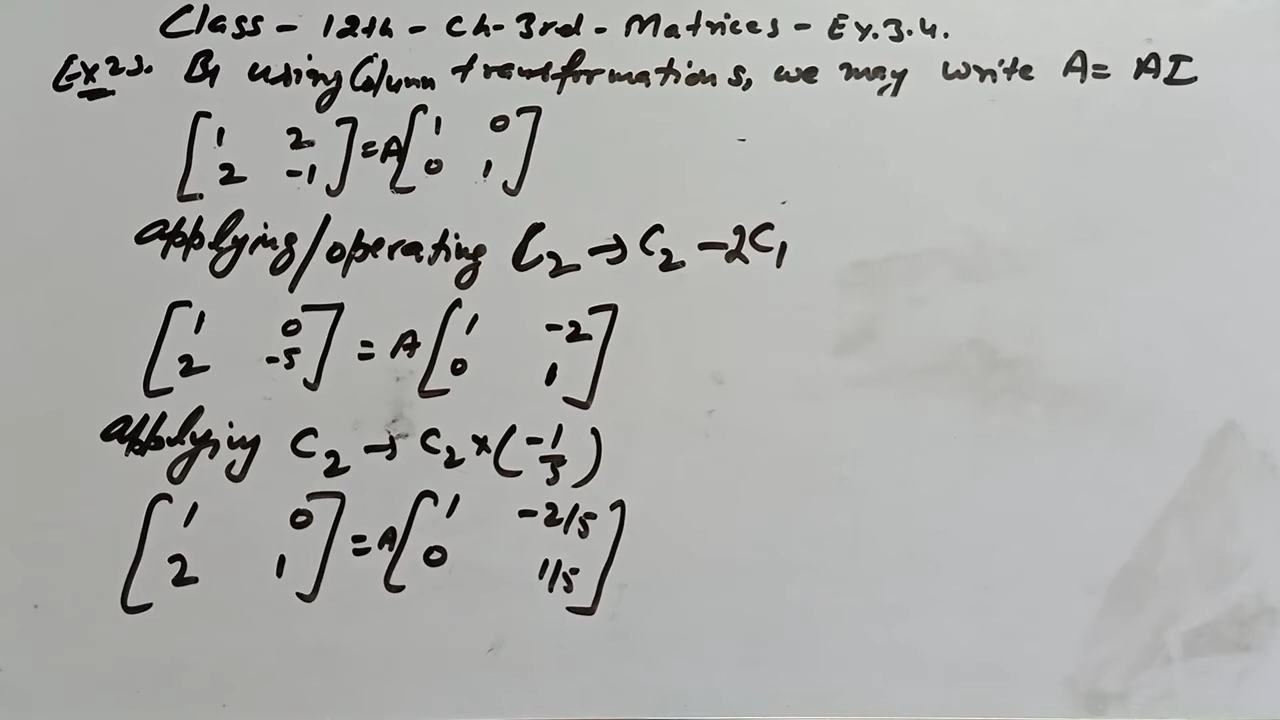 Class - 12th - Ch-3rd - Matrices - Ex.3.4.
Ex 23. By using Column transformations, we may write A = AI
[1 2
2 -1] = A [1 0
0 1]
Applying/operating C₂ → C₂ - 2C₁
[1 0
2 -5] = A [1 -2
0 1]
Applying C₂ → C₂ × (-1/5)
[1 0
2 1] = A [1 -2/5
0 1/5]